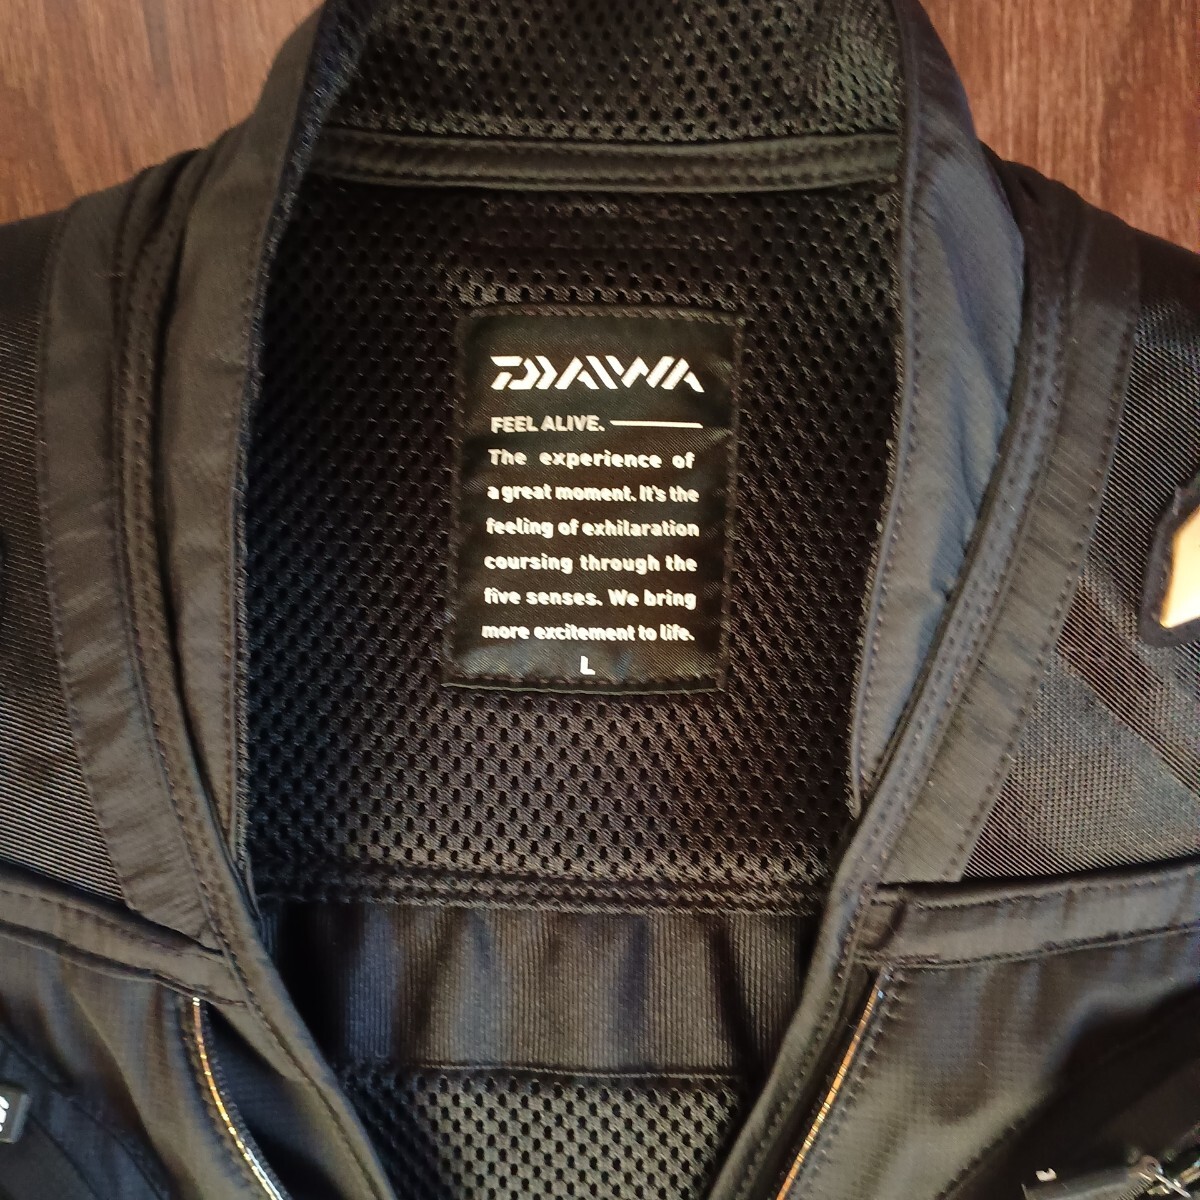 DAIWA
FEEL ALIVE.
The experience of
a great moment. It's the
feeling of exhilaration
coursing through the
five senses. We bring
more excitement to life.
L